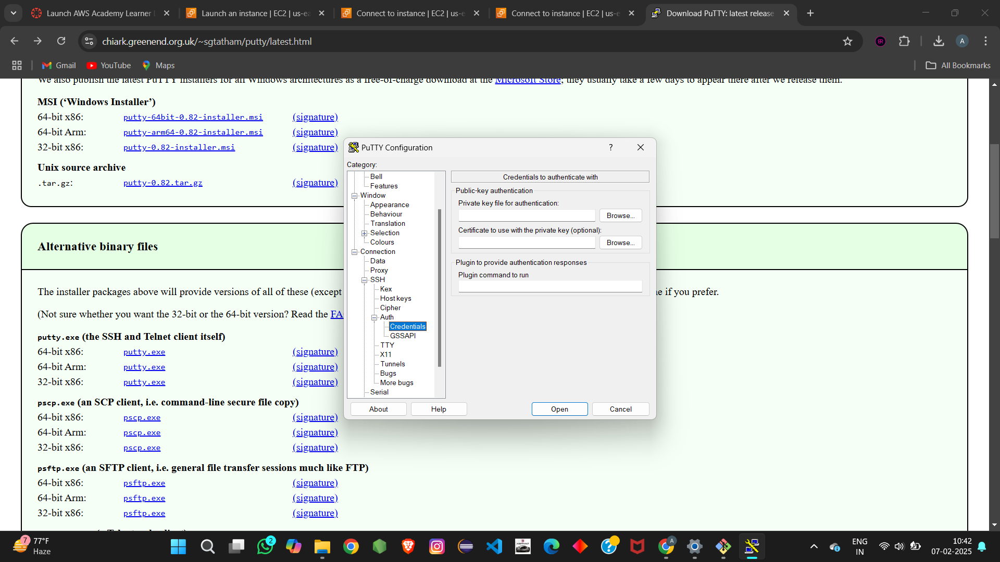 Launch AWS Academy Learner L
Launch an instance | EC2 | us-ea
Connect to instance | EC2 | us-e
Connect to instance | EC2 | us-e
Download PuTTY: latest release
chiark.greenend.org.uk/~sgtatham/putty/latest.html
BR
A
Gmail
YouTube
Maps
All Bookmarks
We also publish the latest PuTTY installers for all Windows architectures as a free-of-charge download at the Microsoft Store; they usually take a few days to appear there after we release them.
MSI (‘Windows Installer’)
64-bit x86: putty-64bit-0.82-installer.msi (signature)
64-bit Arm: putty-arm64-0.82-installer.msi (signature)
32-bit x86: putty-0.82-installer.msi (signature)
Unix source archive
.tar.gz: putty-0.82.tar.gz (signature)
Alternative binary files
The installer packages above will provide versions of all of these (except
e if you prefer.
(Not sure whether you want the 32-bit or the 64-bit version? Read the FA
putty.exe (the SSH and Telnet client itself)
64-bit x86: putty.exe (signature)
64-bit Arm: putty.exe (signature)
32-bit x86: putty.exe (signature)
pscp.exe (an SCP client, i.e. command-line secure file copy)
64-bit x86: pscp.exe (signature)
64-bit Arm: pscp.exe (signature)
32-bit x86: pscp.exe (signature)
psftp.exe (an SFTP client, i.e. general file transfer sessions much like FTP)
64-bit x86: psftp.exe (signature)
64-bit Arm: psftp.exe (signature)
32-bit x86: psftp.exe (signature)
PuTTY Configuration
?
Category:
Bell
Features
Window
Appearance
Behaviour
Translation
Selection
Colours
Connection
Data
Proxy
SSH
Kex
Host keys
Cipher
Auth
Credentials
GSSAPI
TTY
X11
Tunnels
Bugs
More bugs
Serial
Credentials to authenticate with
Public-key authentication
Private key file for authentication:
Browse...
Certificate to use with the private key (optional):
Browse...
Plugin to provide authentication responses
Plugin command to run
About
Help
Open
Cancel
7
77°F
Haze
2
A
ENG
IN
10:42
07-02-2025